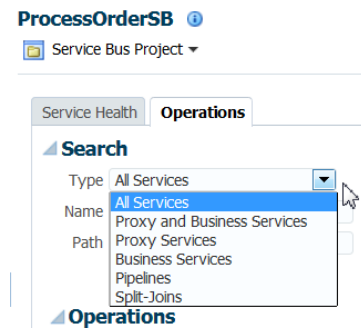 ProcessOrderSB
Service Bus Project
Service Health Operations
Search
Type All Services
All Services
Name
Proxy and Business Services
Path Proxy Services
Business Services
Pipelines
Split-Joins
Operations